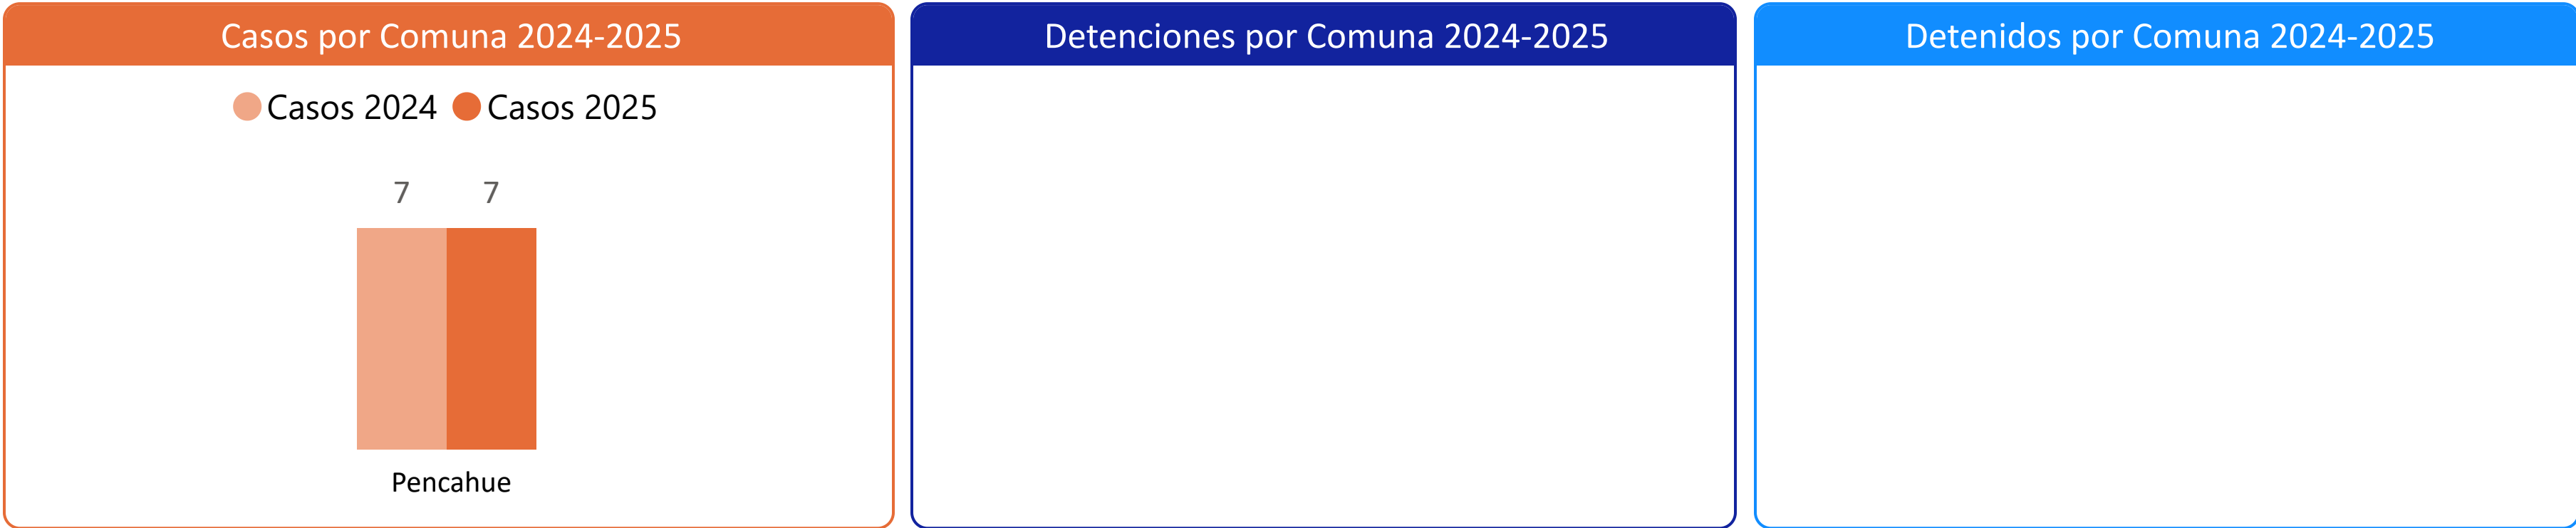 Casos por Comuna 2024-2025
Casos 2024 Casos 2025
7 7
Pencahue
Detenciones por Comuna 2024-2025
Detenidos por Comuna 2024-2025